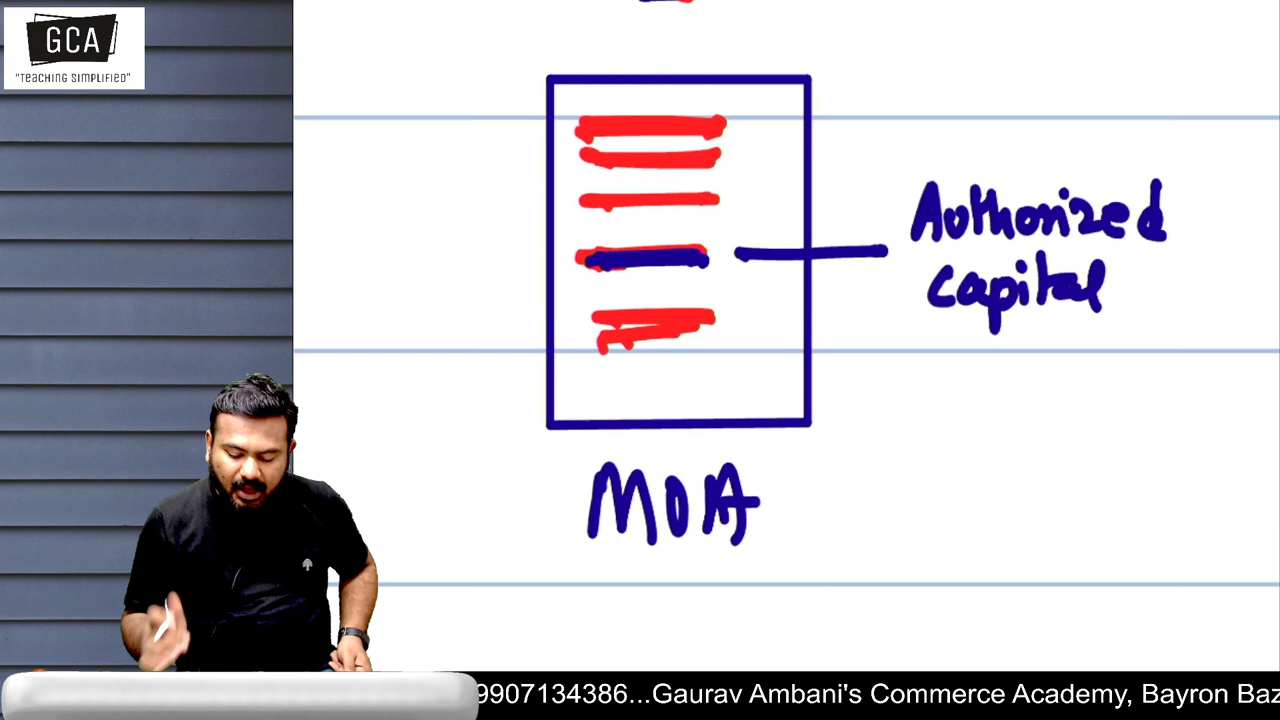 GCA
"TEACHING SIMPLIFIED"
Authorized
capital
MOA
9907134386...Gaurav Ambani's Commerce Academy, Bayron Baz